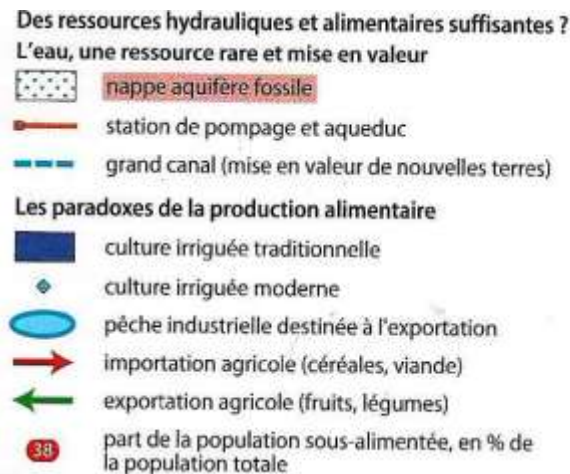 Des ressources hydrauliques et alimentaires suffisantes ?
L'eau, une ressource rare et mise en valeur
nappe aquifère fossile
station de pompage et aqueduc
grand canal (mise en valeur de nouvelles terres)
Les paradoxes de la production alimentaire
culture irriguée traditionnelle
culture irriguée moderne
pêche industrielle destinée à l'exportation
importation agricole (céréales, viande)
exportation agricole (fruits, légumes)
38 part de la population sous-alimentée, en % de
la population totale